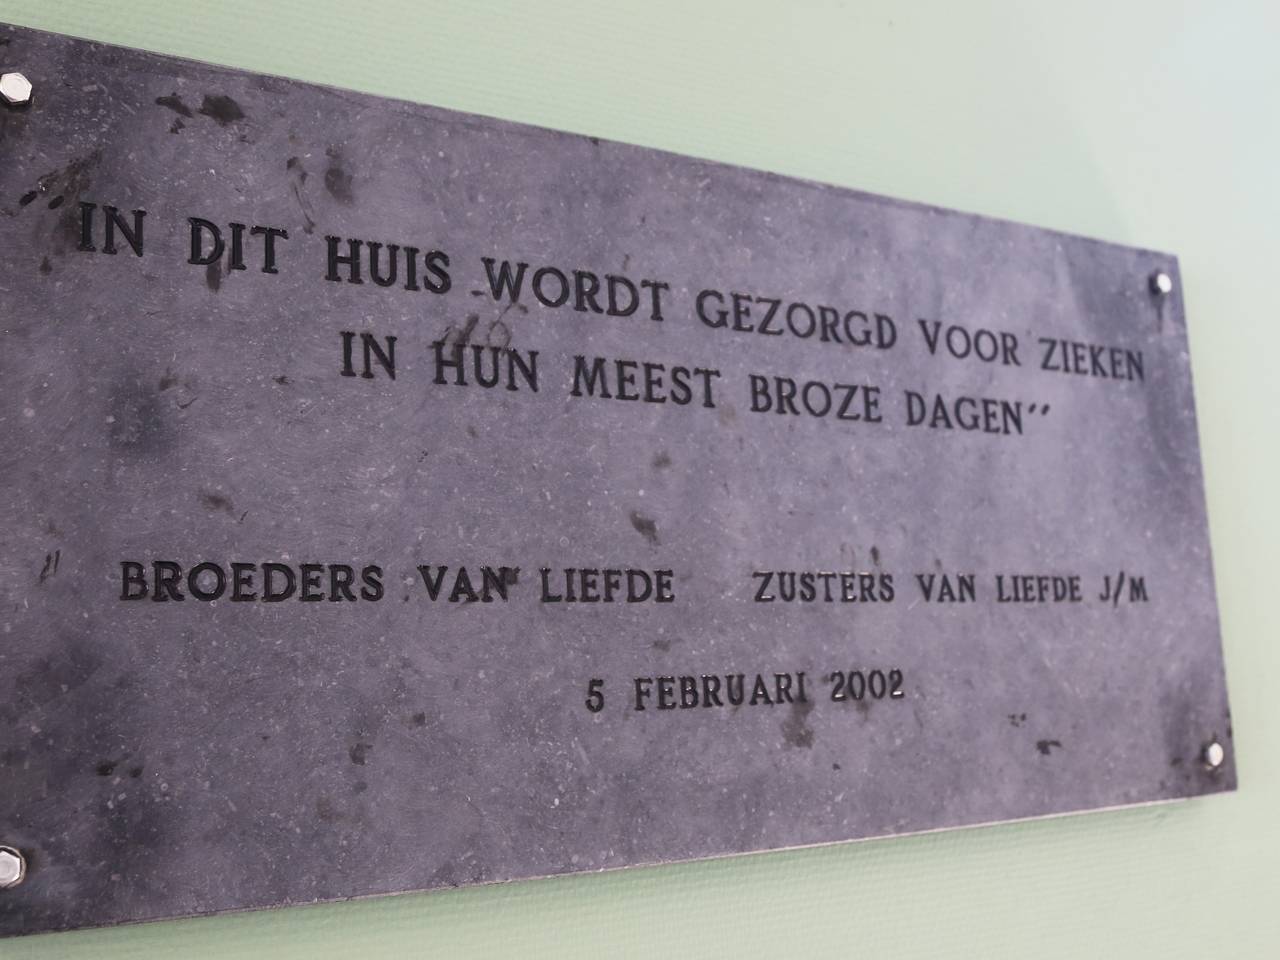 "IN DIT HUIS WORDT GEZORGD VOOR ZIEKEN
IN HUN MEEST BROZE DAGEN"
BROEDERS VAN LIEFDE ZUSTERS VAN LIEFDE J/M
5 FEBRUARI 2002